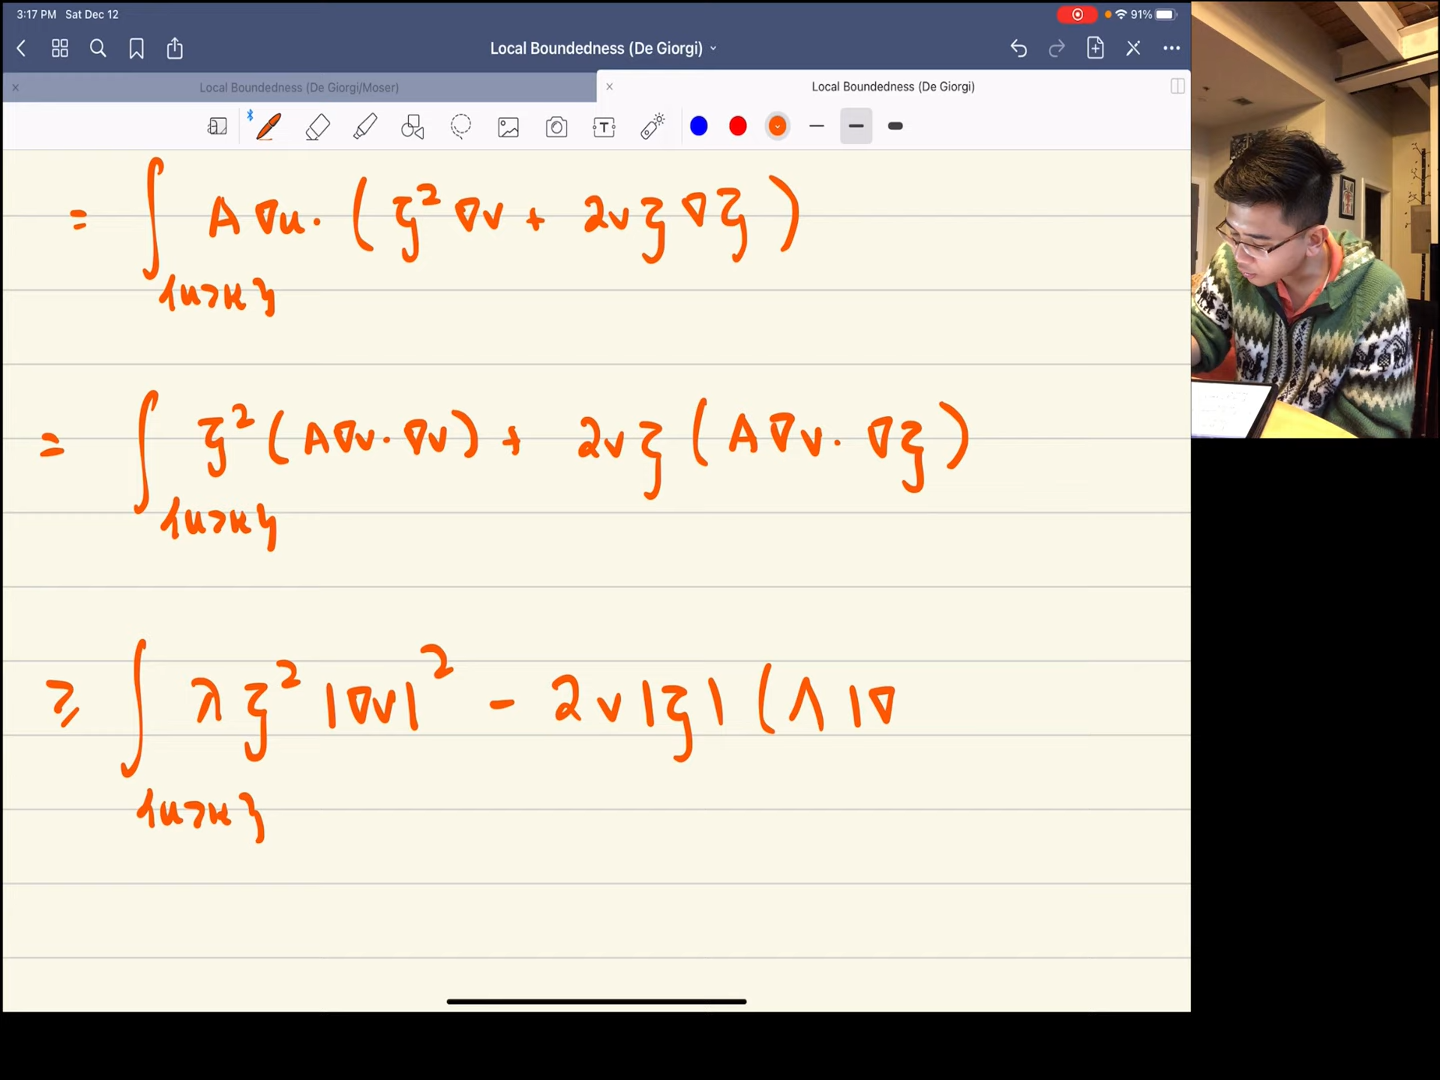 3:17 PM Sat Dec 12
91%
Local Boundedness (De Giorgi)
Local Boundedness (De Giorgi/Moser)
Local Boundedness (De Giorgi)
= ∫_{u>k} A∇u · (ξ² ∇v + 2vξ ∇ξ)
= ∫_{u>k} ξ² (A∇v · ∇v) + 2vξ (A∇v · ∇ξ)
≥ ∫_{u>k} λ ξ² |∇v|² - 2v|ξ| (Λ |∇